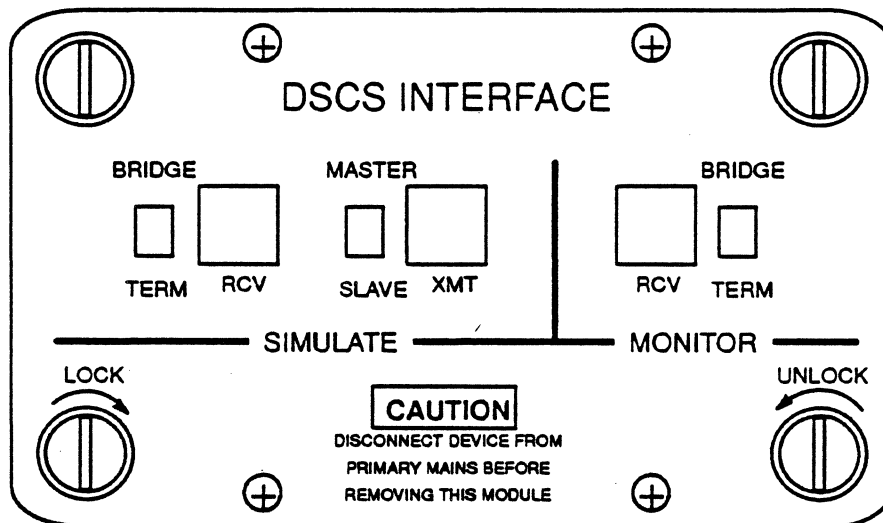 DSCS INTERFACE
BRIDGE MASTER BRIDGE
TERM RCV SLAVE XMT RCV TERM
SIMULATE MONITOR
LOCK UNLOCK
CAUTION
DISCONNECT DEVICE FROM
PRIMARY MAINS BEFORE
REMOVING THIS MODULE